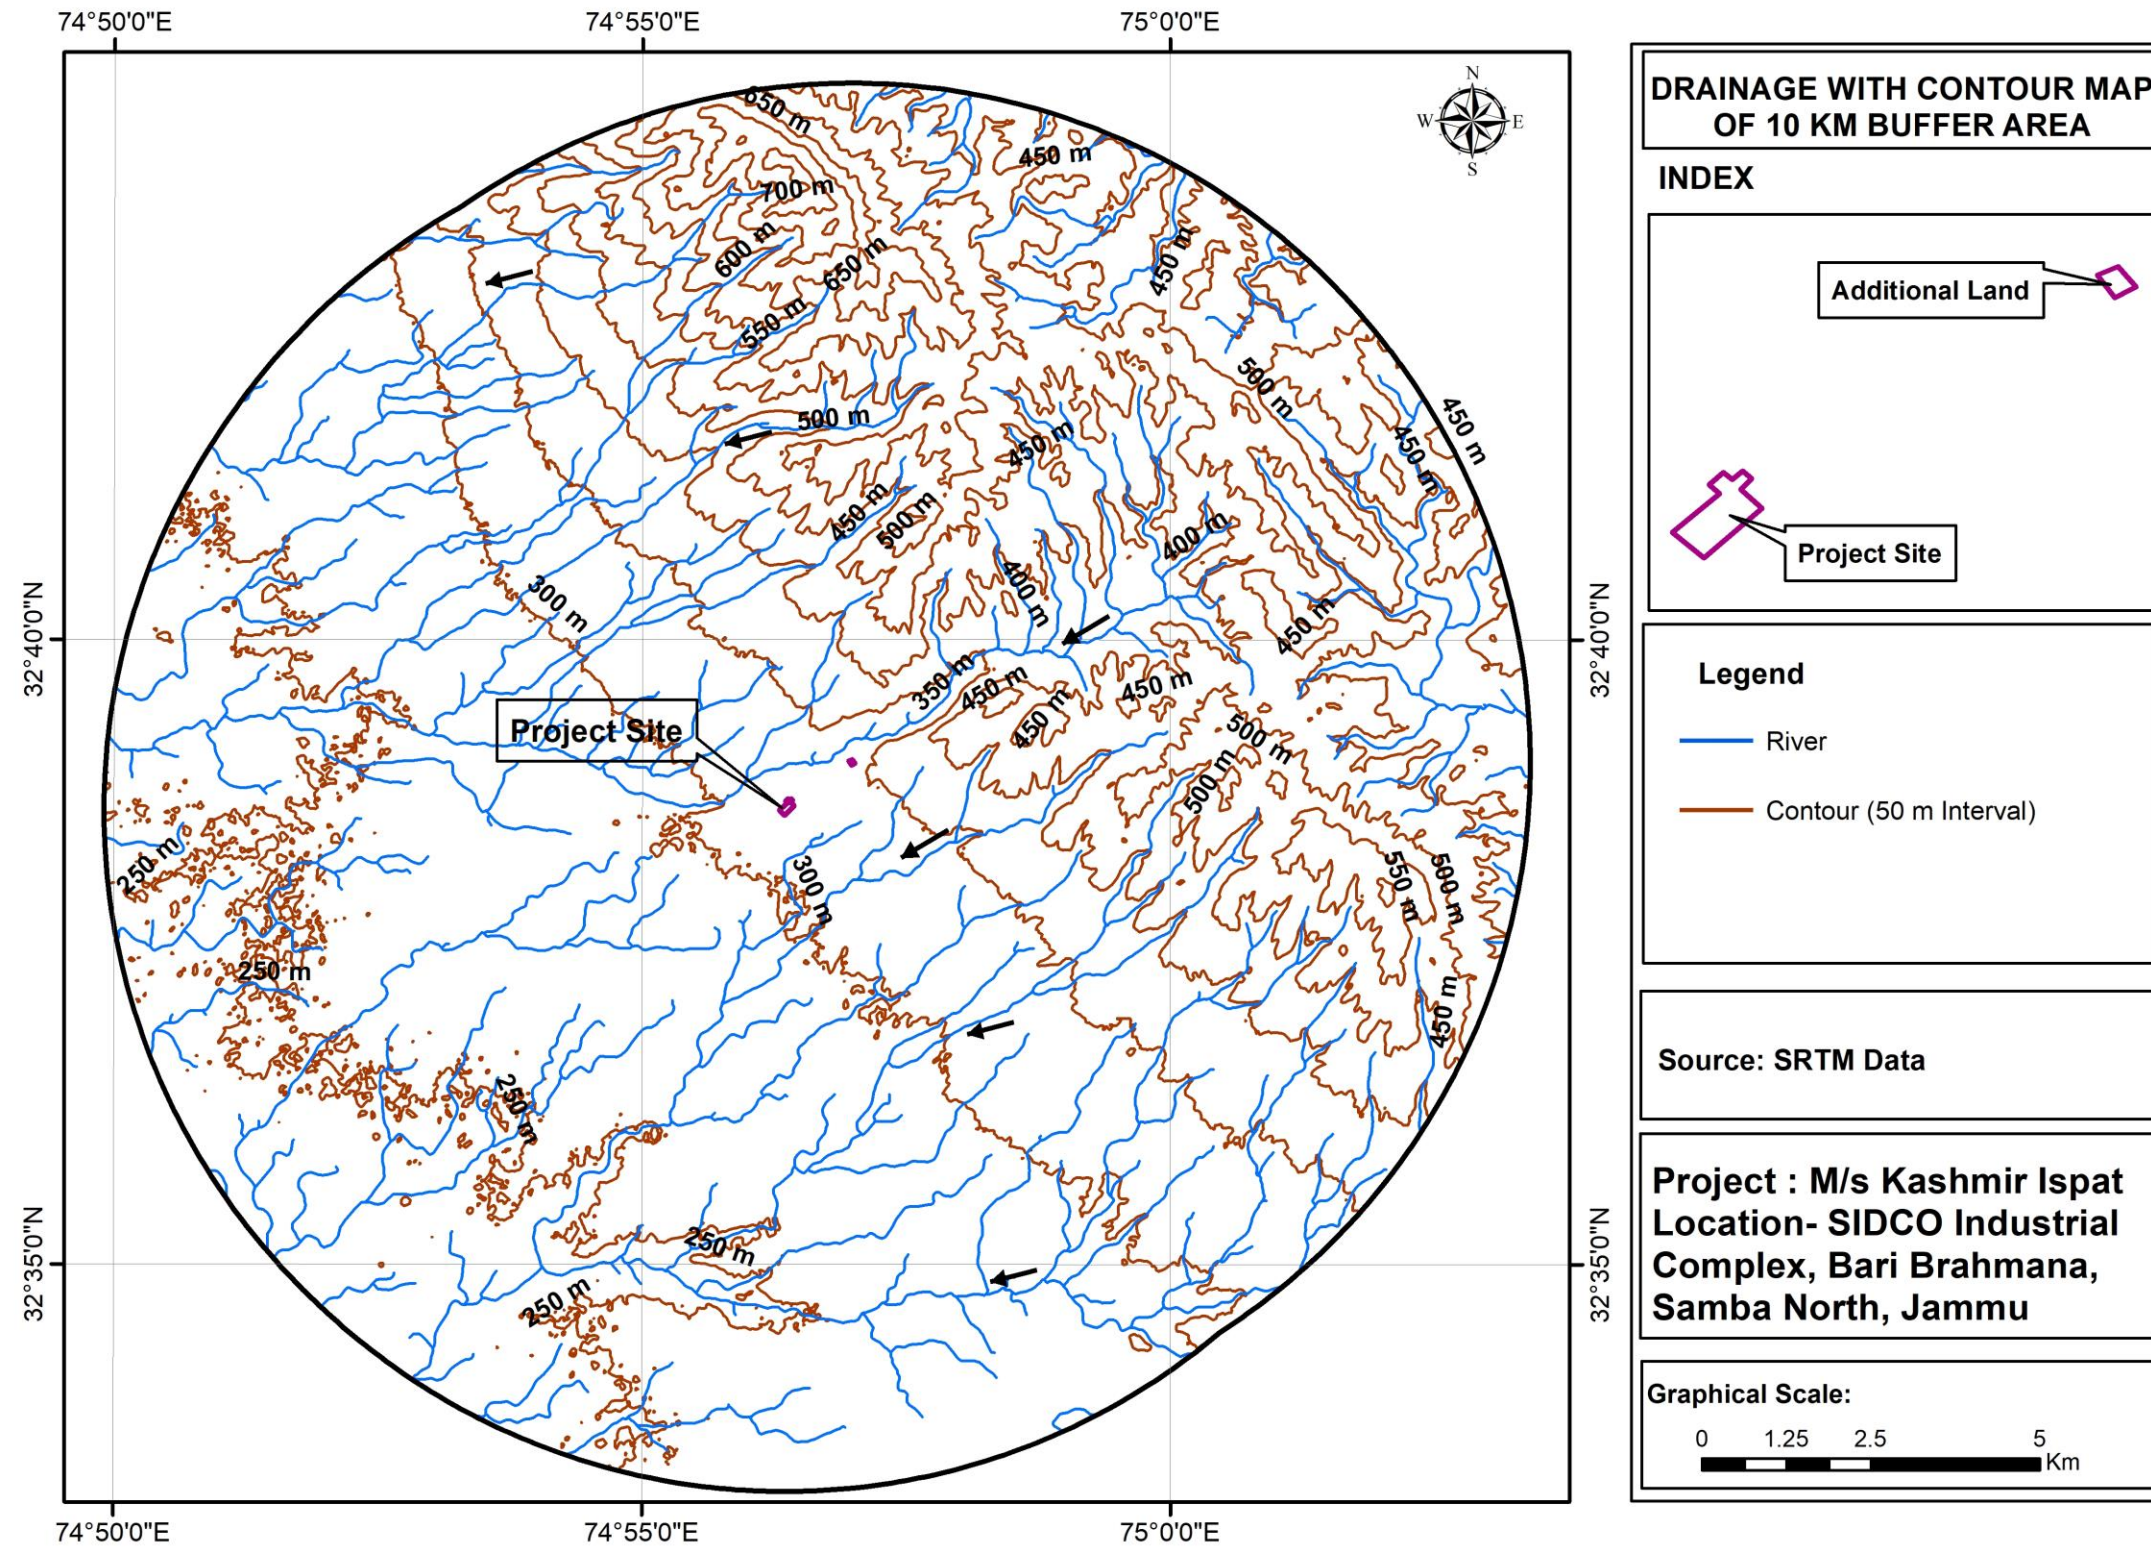 74°50'0"E
74°55'0"E
75°0'0"E
N
W
E
S
650 m
450 m
700 m
600 m
650 m
450 m
550 m
500 m
450 m
450 m
500 m
450 m
450 m
500 m
400 m
300 m
400 m
450 m
32°40'0"N
32°40'0"N
350 m
450 m
450 m
450 m
500 m
500 m
Project Site
250 m
300 m
550 m
500 m
250 m
450 m
250 m
250 m
250 m
32°35'0"N
32°35'0"N
74°50'0"E
74°55'0"E
75°0'0"E
DRAINAGE WITH CONTOUR MAP
OF 10 KM BUFFER AREA
INDEX
Additional Land
Project Site
Legend
River
Contour (50 m Interval)
Source: SRTM Data
Project : M/s Kashmir Ispat
Location- SIDCO Industrial
Complex, Bari Brahmana,
Samba North, Jammu
Graphical Scale:
0 1.25 2.5 5
Km